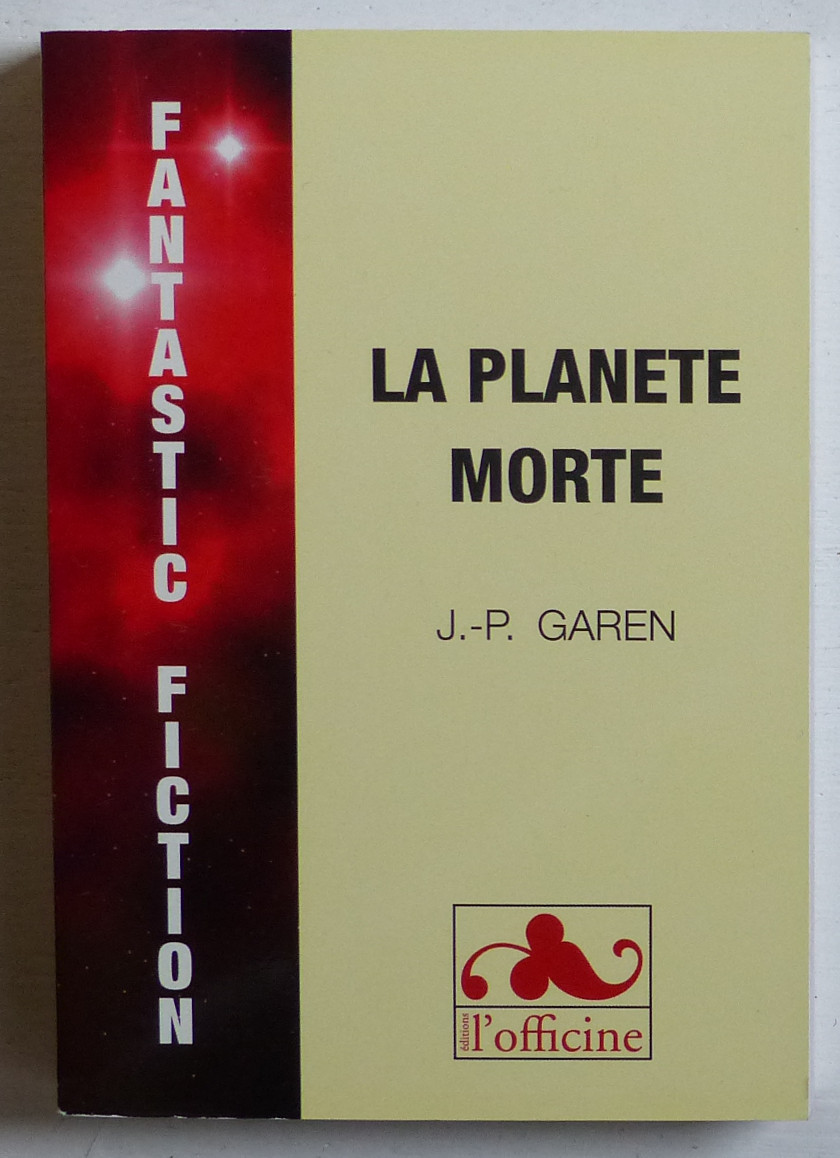 FANTASTIC FICTION
LA PLANETE
MORTE
J.-P. GAREN
éditions
l'officine